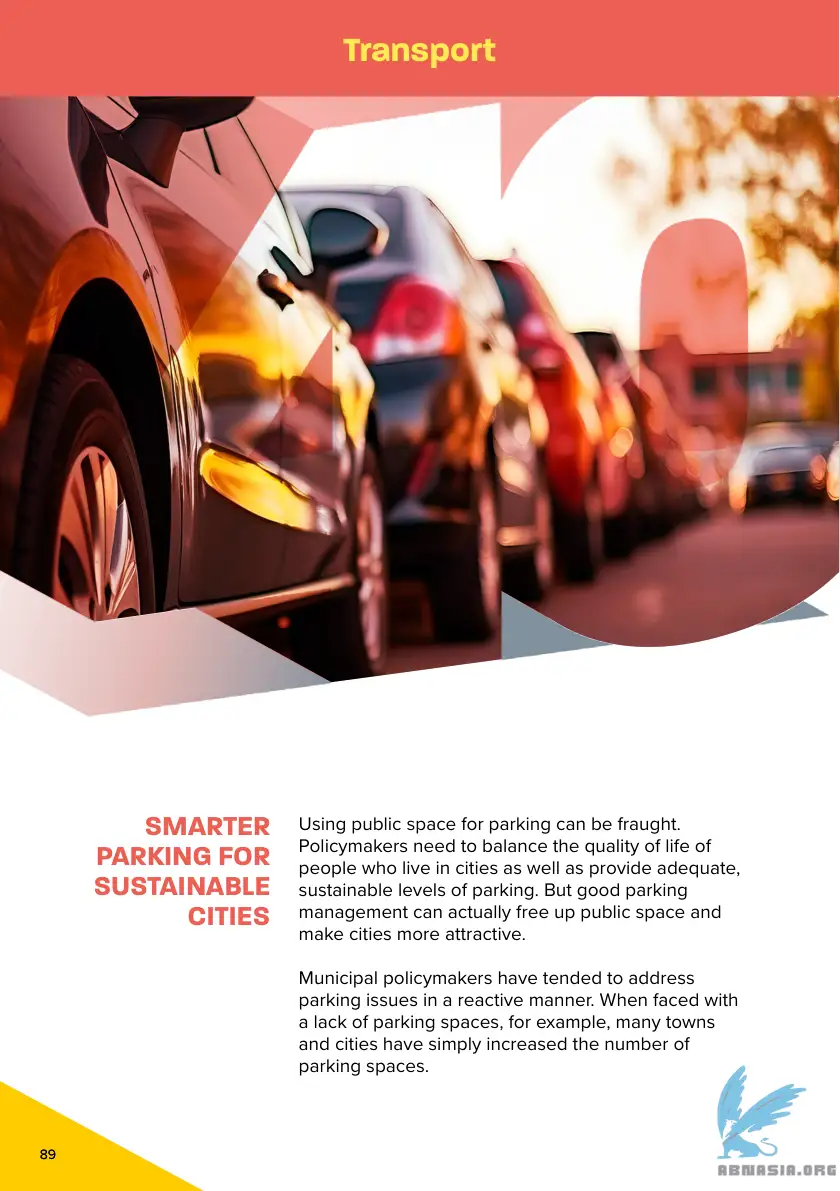 Transport
SMARTER
PARKING FOR
SUSTAINABLE
CITIES
Using public space for parking can be fraught.
Policymakers need to balance the quality of life of
people who live in cities as well as provide adequate,
sustainable levels of parking. But good parking
management can actually free up public space and
make cities more attractive.
Municipal policymakers have tended to address
parking issues in a reactive manner. When faced with
a lack of parking spaces, for example, many towns
and cities have simply increased the number of
parking spaces.
89
ABNASIA.ORG